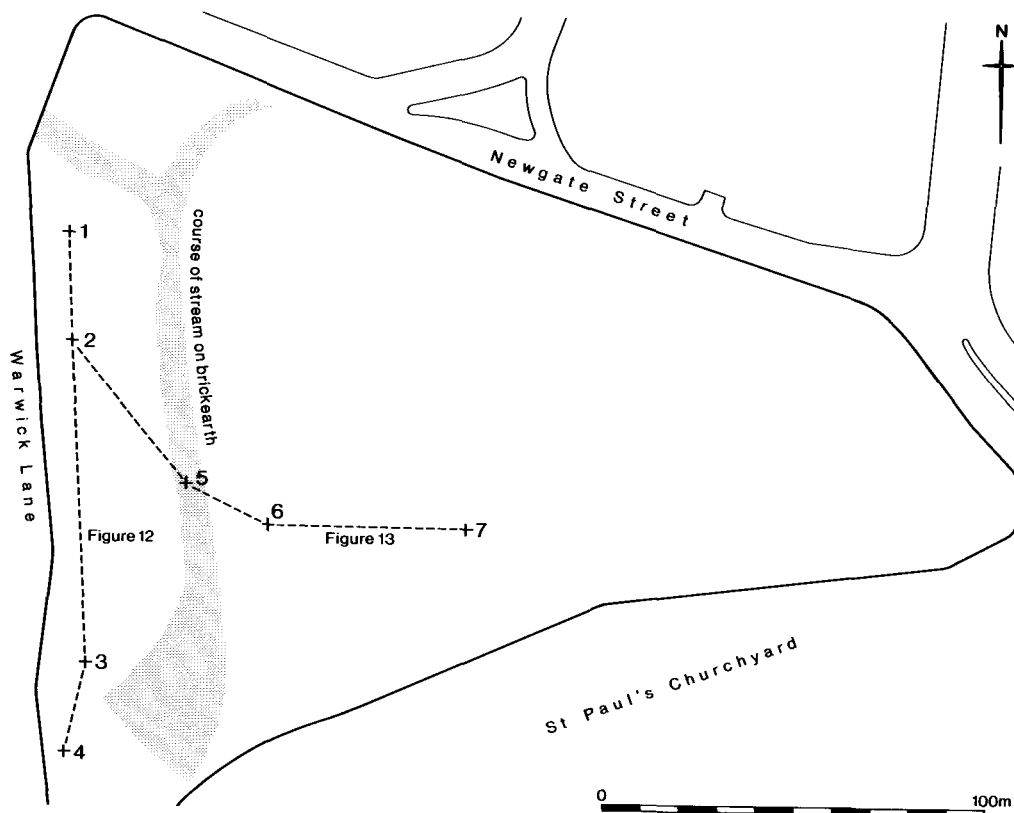 N
Newgate Street
1
course of stream on brickearth
2
Warwick Lane
5
6
7
Figure 12
Figure 13
3
St Paul's Churchyard
4
0
100m